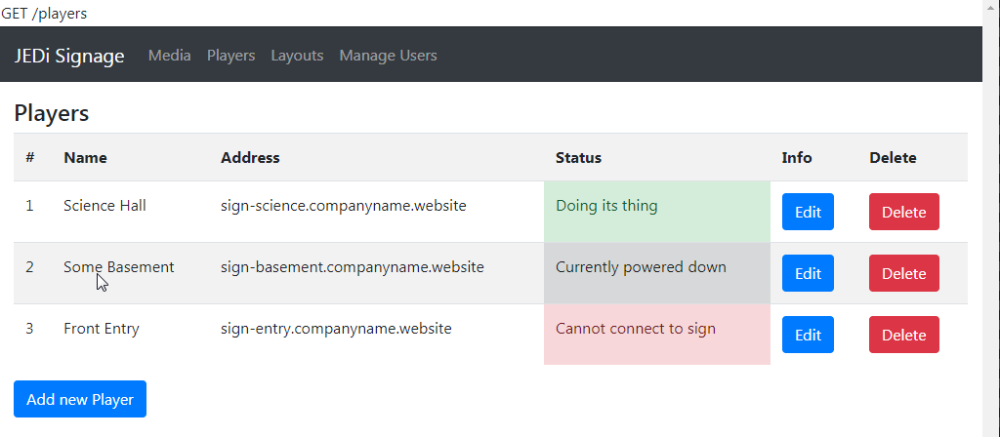 GET /players
JEDi Signage Media Players Layouts Manage Users
Players
# Name Address Status Info Delete
1 Science Hall sign-science.companyname.website Doing its thing Edit Delete
2 Some Basement sign-basement.companyname.website Currently powered down Edit Delete
3 Front Entry sign-entry.companyname.website Cannot connect to sign Edit Delete
Add new Player